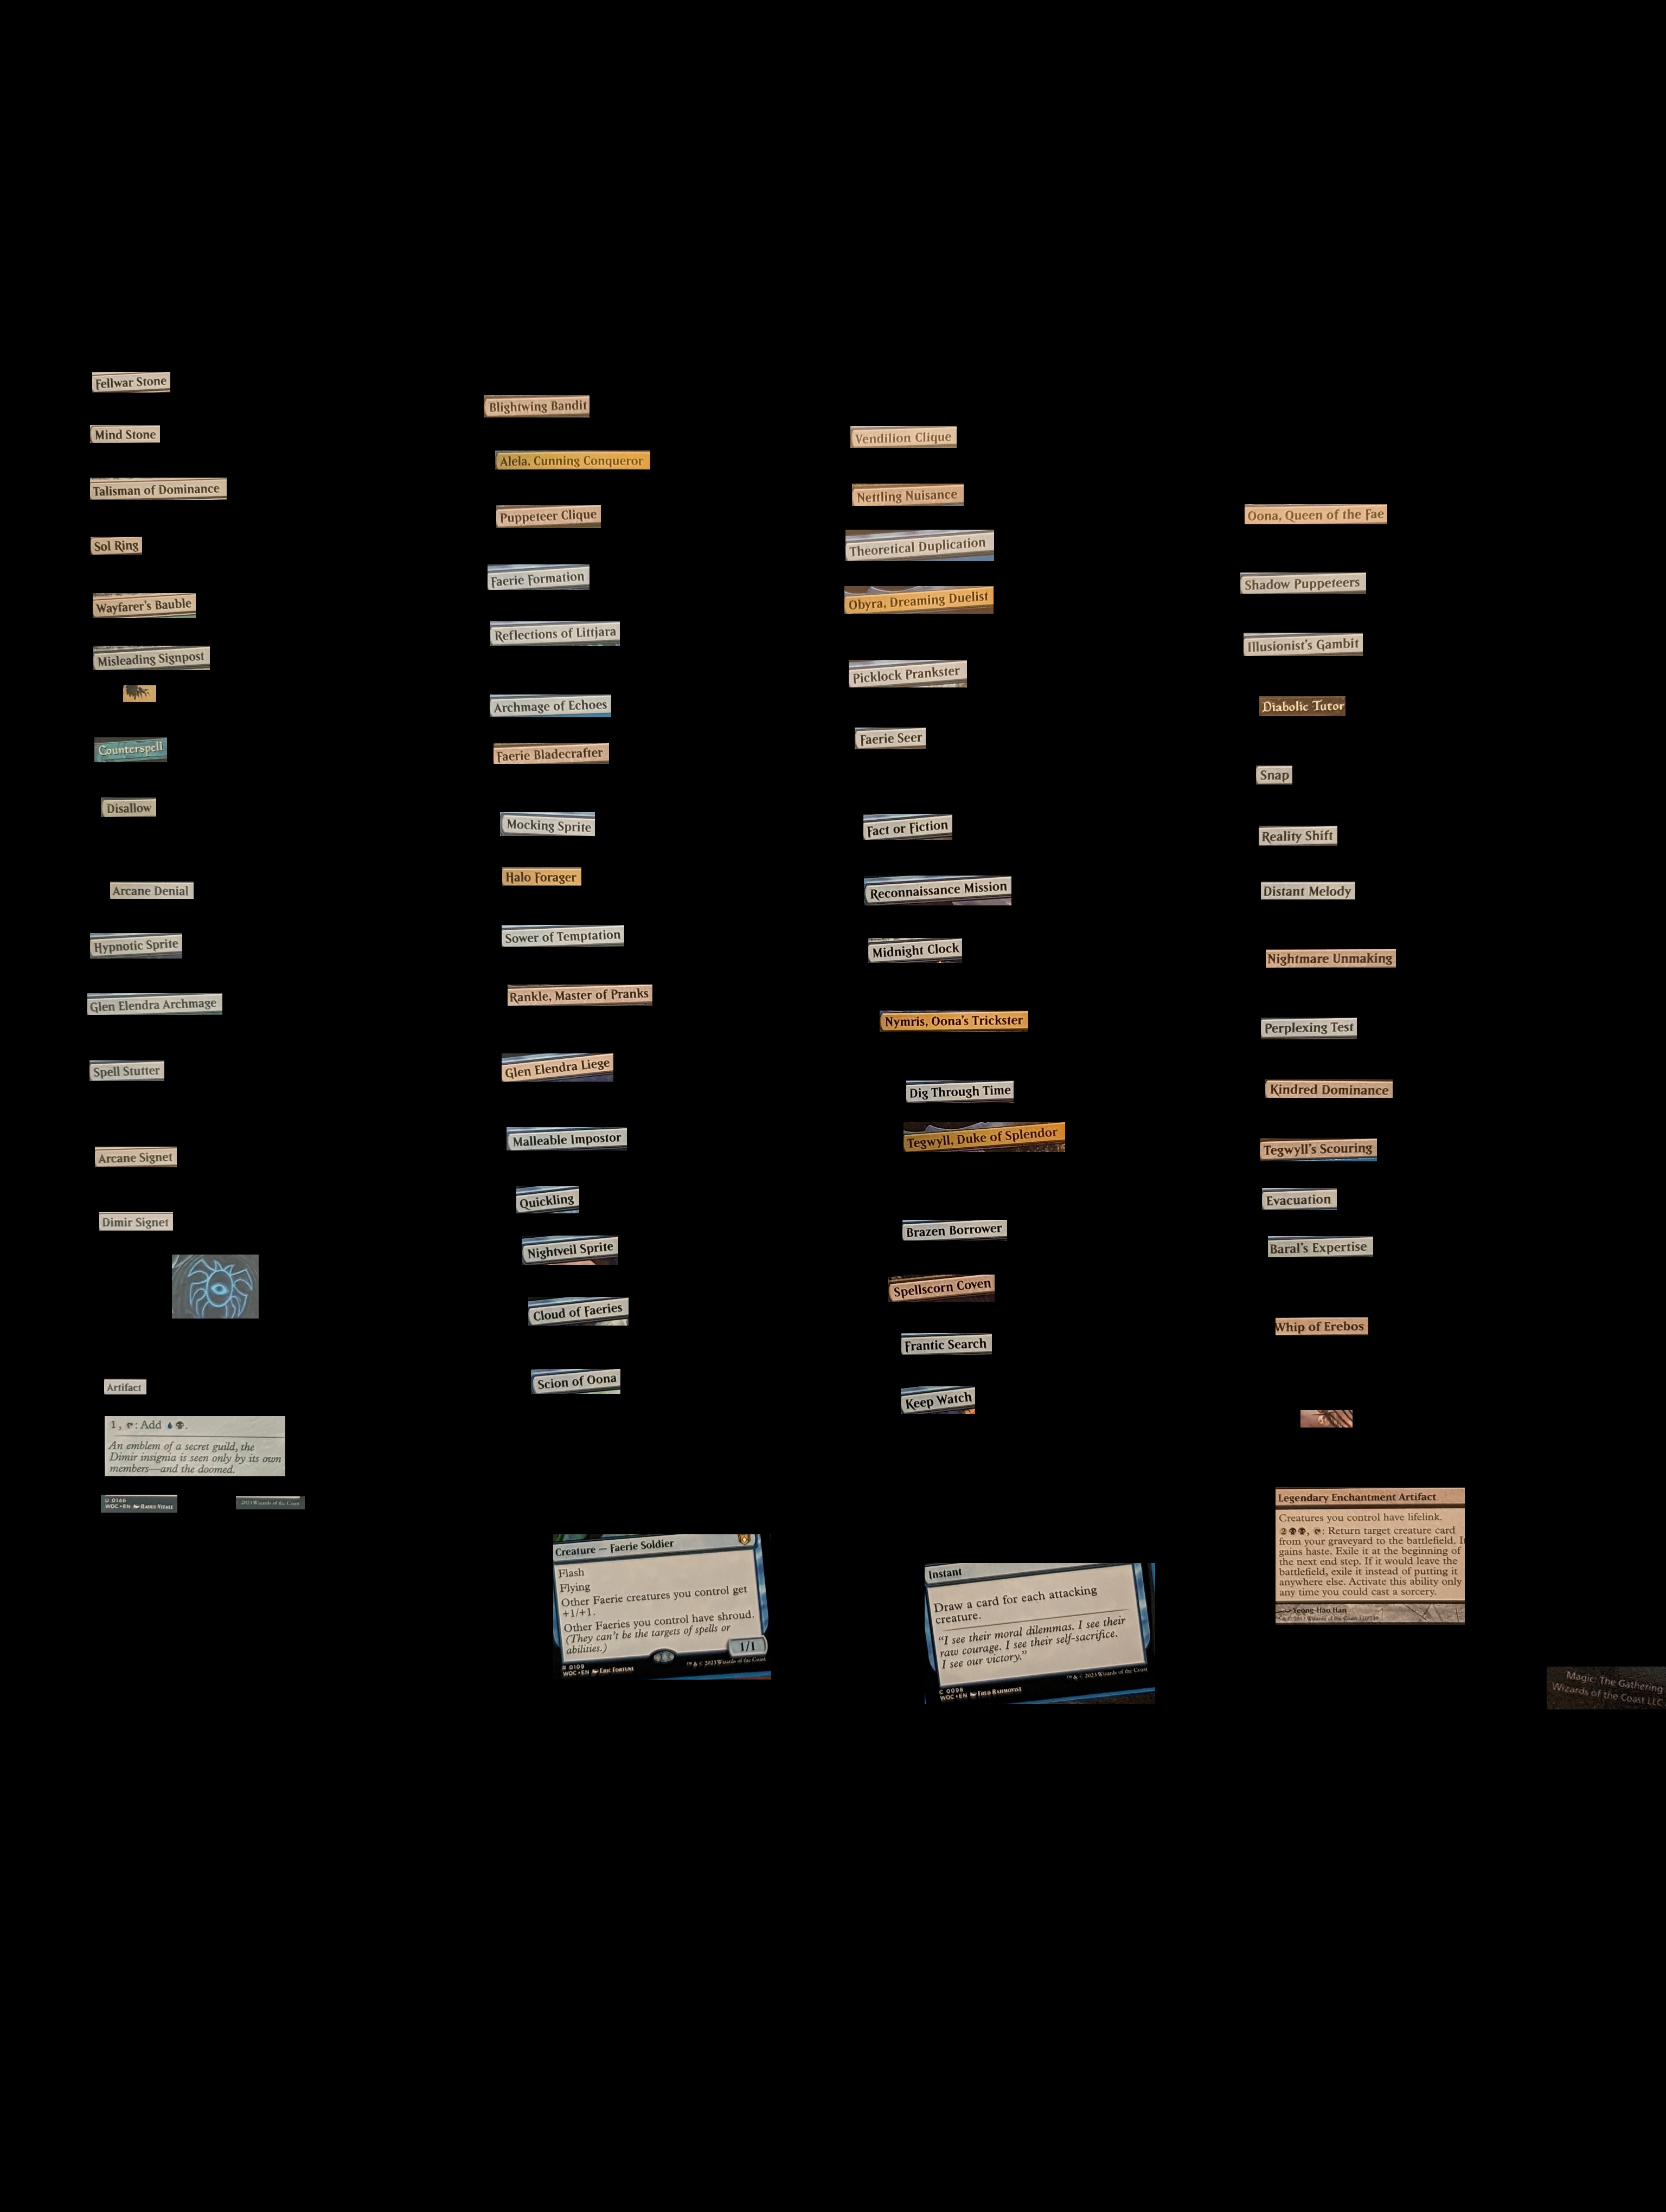 Fellwar Stone
Mind Stone
Talisman of Dominance
Sol Ring
Wayfarer's Bauble
Misleading Signpost
Counterspell
Disallow
Arcane Denial
Hypnotic Sprite
Glen Elendra Archmage
Spell Stutter
Arcane Signet
Dimir Signet
Artifact
1, : Add .
An emblem of a secret guild, the
Dimir insignia is seen only by its own
members—and the doomed.
U 0146
WOC • EN Raoul Vitale
2023 Wizards of the Coast
Blightwing Bandit
Alela, Cunning Conqueror
Puppeteer Clique
Faerie Formation
Reflections of Littjara
Archmage of Echoes
Faerie Bladecrafter
Mocking Sprite
Halo Forager
Sower of Temptation
Rankle, Master of Pranks
Glen Elendra Liege
Malleable Impostor
Quickling
Nightveil Sprite
Cloud of Faeries
Scion of Oona
Creature — Faerie Soldier
Flash
Flying
Other Faerie creatures you control get
+1/+1.
Other Faeries you control have shroud.
(They can't be the targets of spells or
abilities.)
1/1
R 0109
WOC • EN Eric Fortune
™ & © 2023 Wizards of the Coast
Vendilion Clique
Nettling Nuisance
Theoretical Duplication
Obyra, Dreaming Duelist
Picklock Prankster
Faerie Seer
Fact or Fiction
Reconnaissance Mission
Midnight Clock
Nymris, Oona's Trickster
Dig Through Time
Tegwyll, Duke of Splendor
Brazen Borrower
Spellscorn Coven
Frantic Search
Keep Watch
Instant
Draw a card for each attacking
creature.
"I see their moral dilemmas. I see their
raw courage. I see their self-sacrifice.
I see our victory."
C 0098
WOC • EN Fred Rahmqvist
™ & © 2023 Wizards of the Coast
Oona, Queen of the Fae
Shadow Puppeteers
Illusionist's Gambit
Diabolic Tutor
Snap
Reality Shift
Distant Melody
Nightmare Unmaking
Perplexing Test
Kindred Dominance
Tegwyll's Scouring
Evacuation
Baral's Expertise
Whip of Erebos
Legendary Enchantment Artifact
Creatures you control have lifelink.
2, : Return target creature card
from your graveyard to the battlefield. It
gains haste. Exile it at the beginning of
the next end step. If it would leave the
battlefield, exile it instead of putting it
anywhere else. Activate this ability only
any time you could cast a sorcery.
Yeong-Hao Han
Magic: The Gathering
Wizards of the Coast LLC